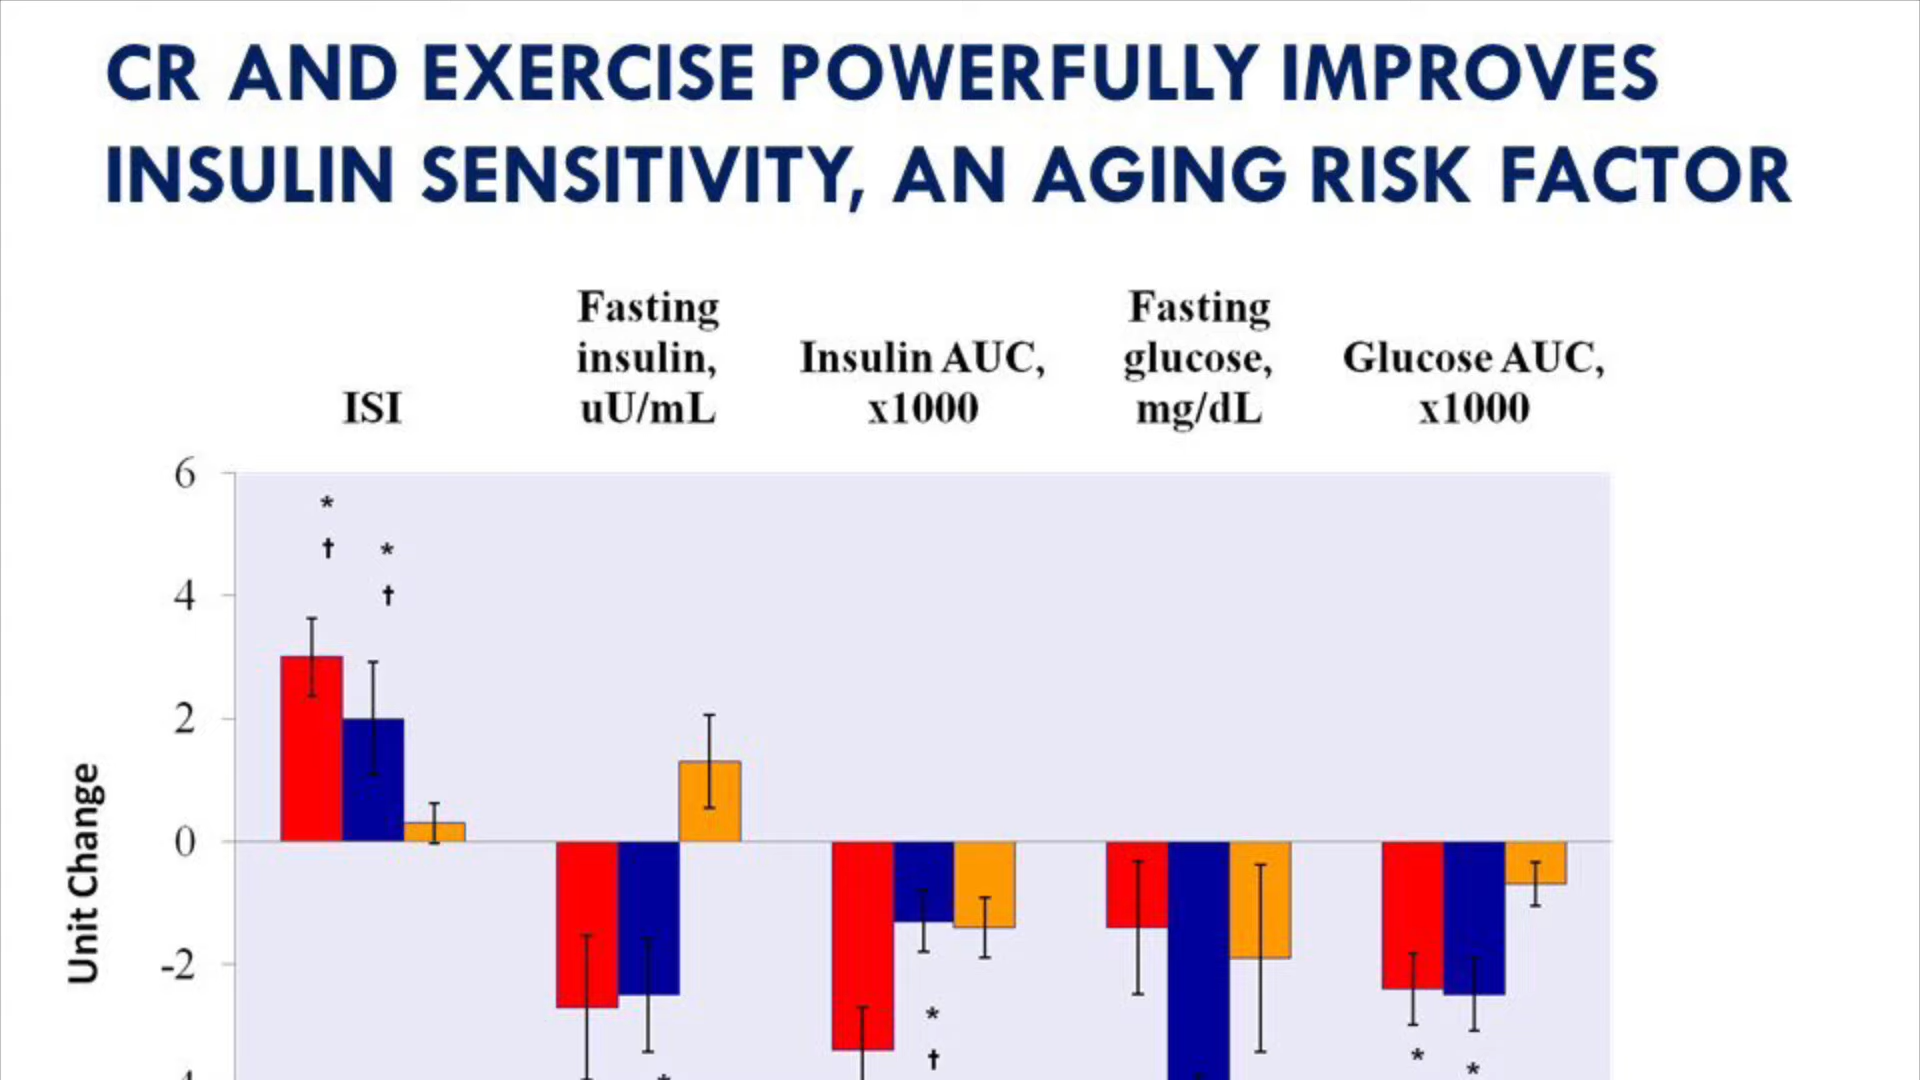 CR AND EXERCISE POWERFULLY IMPROVES
INSULIN SENSITIVITY, AN AGING RISK FACTOR
ISI
Fasting
insulin,
uU/mL
Insulin AUC,
x1000
Fasting
glucose,
mg/dL
Glucose AUC,
x1000
Unit Change
6
4
2
0
-2
*
†
*
†
*
†
*
*